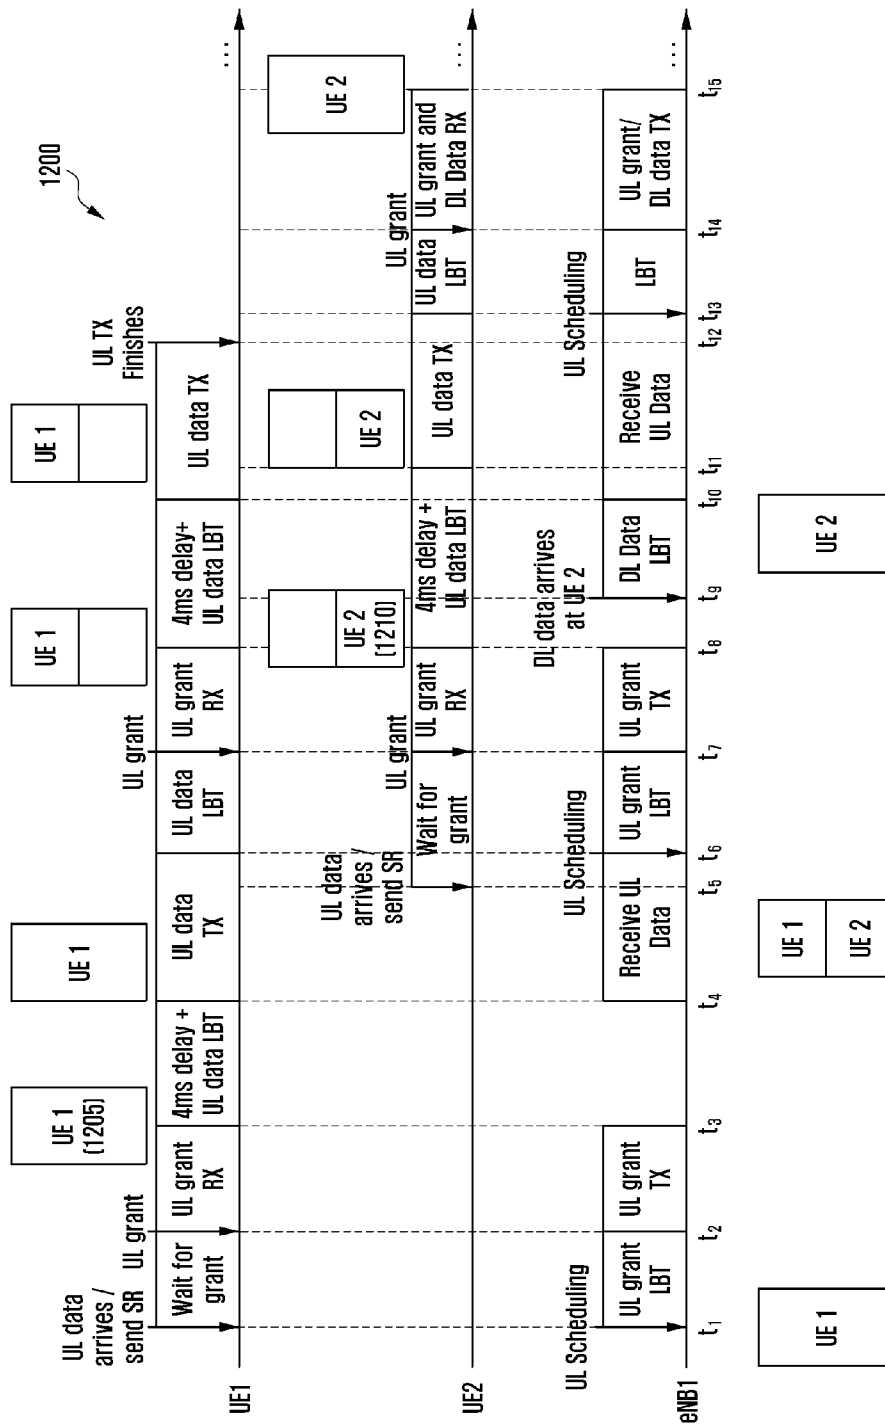 1200
UE 1
(1205)
UE 1
UE 1
UE 1
UL data
arrives /
send SR
UL grant
UL grant
UL TX
Finishes
Wait for
grant
UL grant
RX
4ms delay +
UL data LBT
UL data
TX
UL data
LBT
UL grant
RX
4ms delay+
UL data LBT
UL data TX
UE1
...
UE 2
(1210)
UE 2
UE 2
UL data
arrives /
send SR
UL grant
UL grant
Wait for
grant
UL grant
RX
4ms delay +
UL data LBT
UL data TX
UL data
LBT
UL grant and
DL Data RX
UE2
...
UL Scheduling
UL Scheduling
DL data arrives
at UE 2
UL Scheduling
UL grant
LBT
UL grant
TX
Receive UL
Data
UL grant
LBT
UL grant
TX
DL Data
LBT
Receive
UL Data
LBT
UL grant/
DL data TX
eNB1
...
t1 t2 t3 t4 t5 t6 t7 t8 t9 t10 t11 t12 t13 t14 t15
UE 1
UE 1
UE 2
UE 2